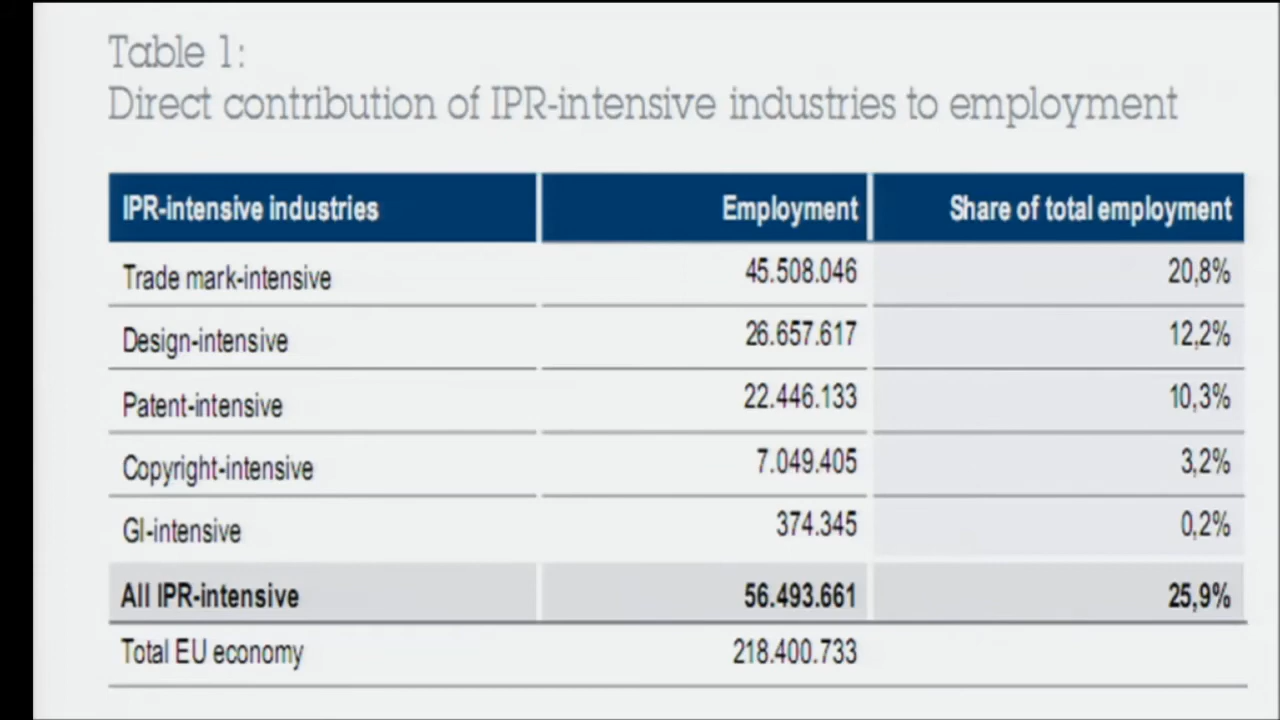 Table 1:
Direct contribution of IPR-intensive industries to employment
IPR-intensive industries Employment Share of total employment
Trade mark-intensive 45.508.046 20,8%
Design-intensive 26.657.617 12,2%
Patent-intensive 22.446.133 10,3%
Copyright-intensive 7.049.405 3,2%
GI-intensive 374.345 0,2%
All IPR-intensive 56.493.661 25,9%
Total EU economy 218.400.733